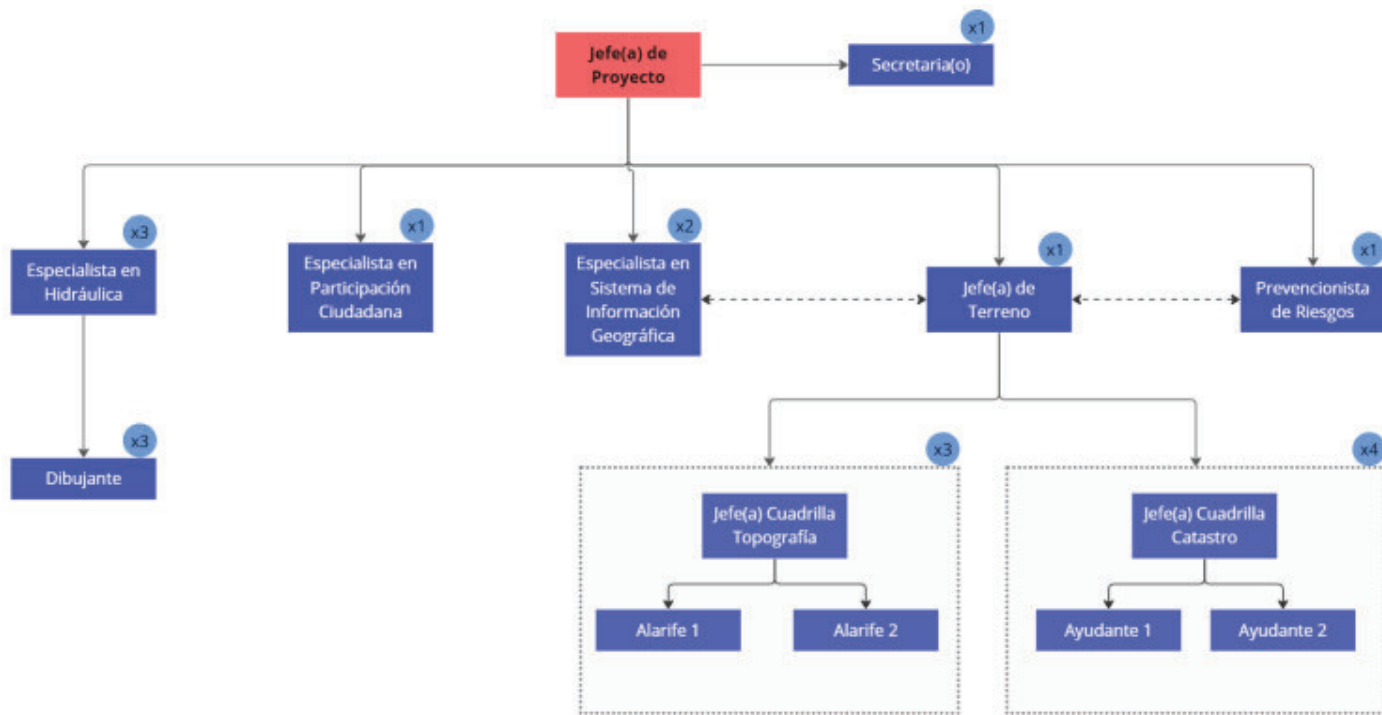 x1
Jefe(a) de
Proyecto
Secretaria(o)
x3
Especialista en
Hidráulica
x1
Especialista en
Participación
Ciudadana
x2
Especialista en
Sistema de
Información
Geográfica
x1
Jefe(a) de
Terreno
x1
Prevencionista
de Riesgos
x3
Dibujante
x3
Jefe(a) Cuadrilla
Topografía
Alarife 1
Alarife 2
x4
Jefe(a) Cuadrilla
Catastro
Ayudante 1
Ayudante 2